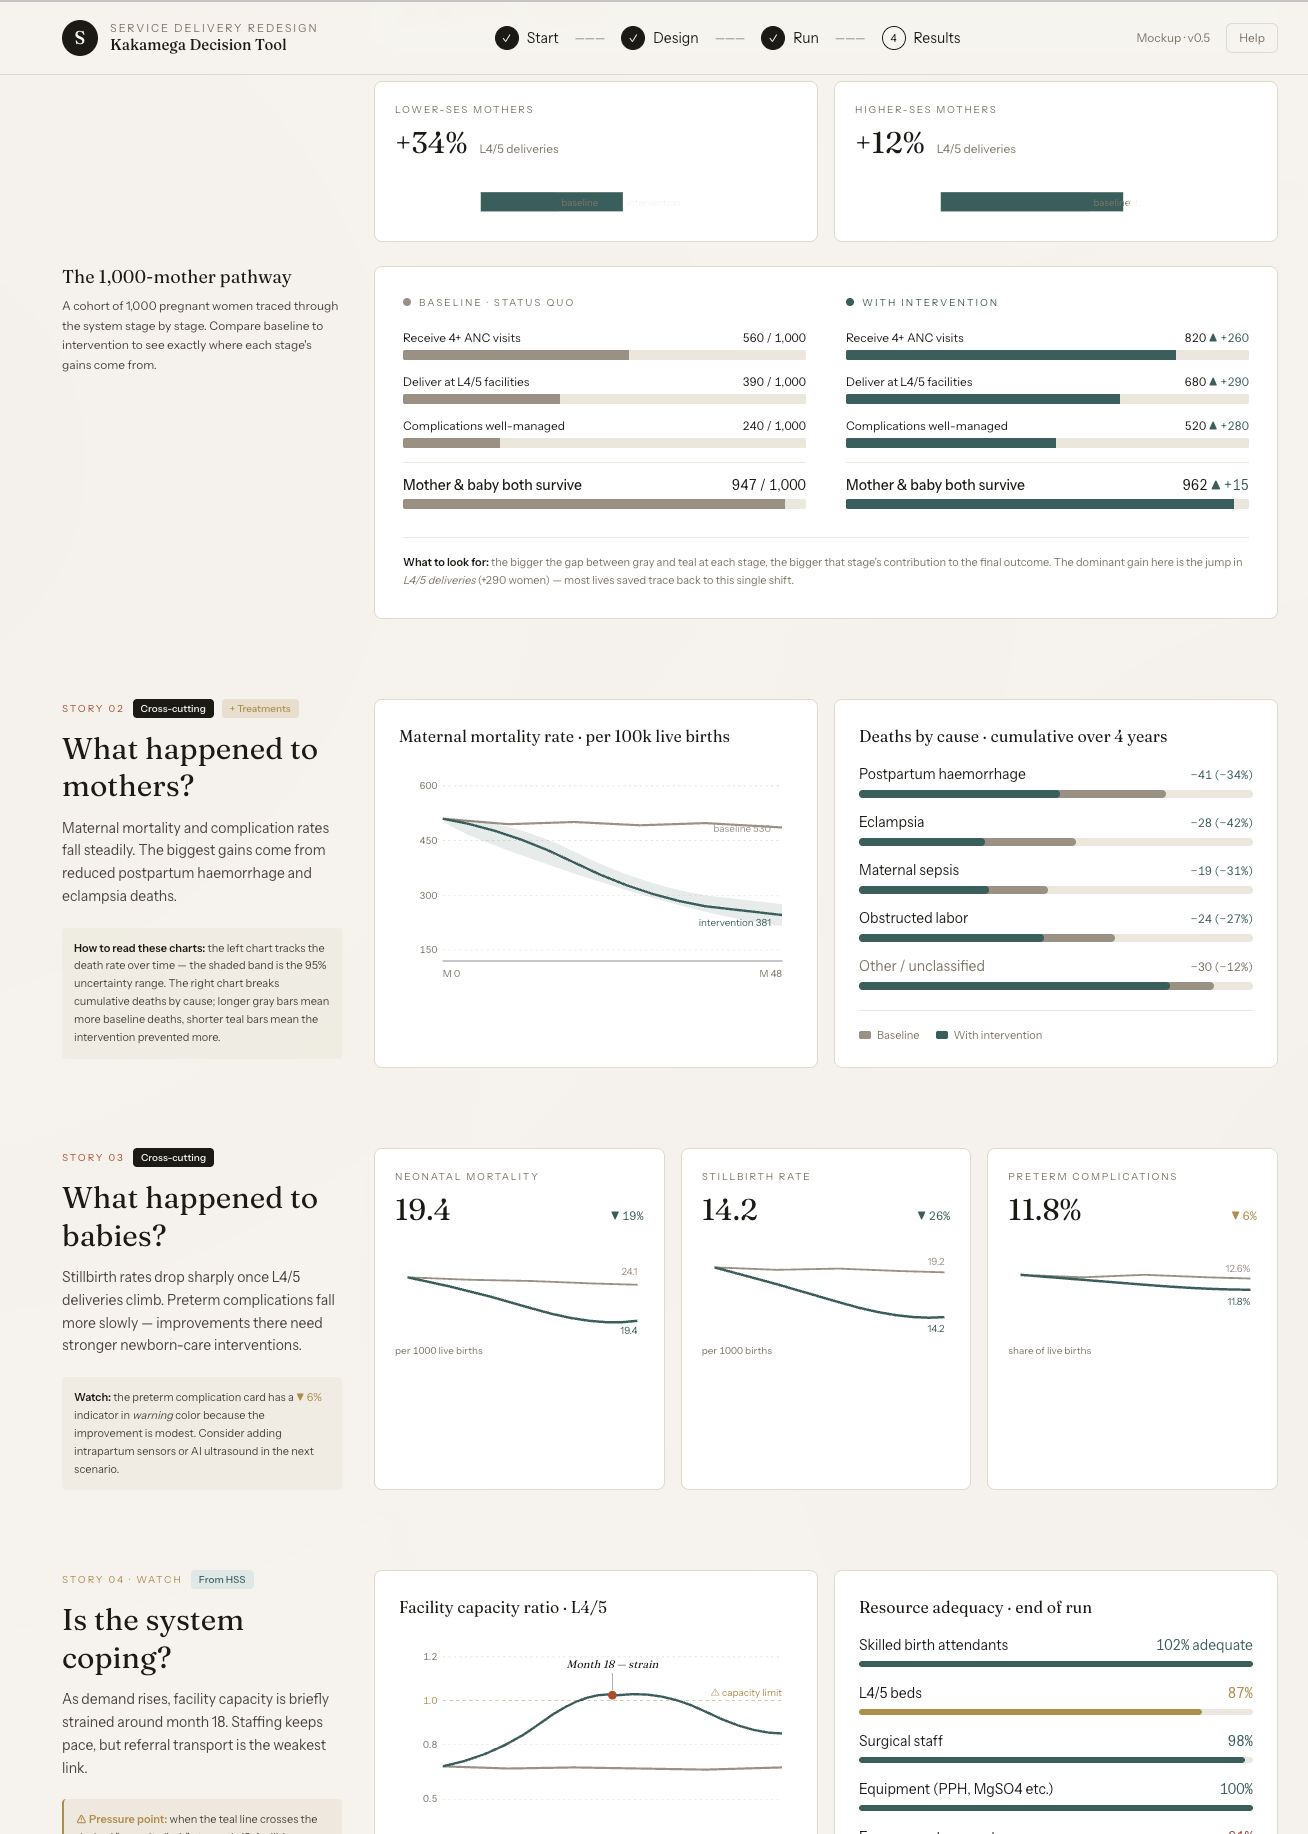 S
SERVICE DELIVERY REDESIGN
Kakamega Decision Tool
✓ Start
✓ Design
✓ Run
4 Results
Mockup · v0.5
Help
LOWER-SES MOTHERS
+34% L4/5 deliveries
baseline intervention
HIGHER-SES MOTHERS
+12% L4/5 deliveries
baseline
The 1,000-mother pathway
A cohort of 1,000 pregnant women traced through
the system stage by stage. Compare baseline to
intervention to see exactly where each stage's
gains come from.
BASELINE · STATUS QUO
Receive 4+ ANC visits 560 / 1,000
Deliver at L4/5 facilities 390 / 1,000
Complications well-managed 240 / 1,000
Mother & baby both survive 947 / 1,000
WITH INTERVENTION
Receive 4+ ANC visits 820 ▲ +260
Deliver at L4/5 facilities 680 ▲ +290
Complications well-managed 520 ▲ +280
Mother & baby both survive 962 ▲ +15
What to look for: the bigger the gap between gray and teal at each stage, the bigger that stage's contribution to the final outcome. The dominant gain here is the jump in
L4/5 deliveries (+290 women) — most lives saved trace back to this single shift.
STORY 02 Cross-cutting + Treatments
What happened to
mothers?
Maternal mortality and complication rates
fall steadily. The biggest gains come from
reduced postpartum haemorrhage and
eclampsia deaths.
How to read these charts: the left chart tracks the
death rate over time — the shaded band is the 95%
uncertainty range. The right chart breaks
cumulative deaths by cause; longer gray bars mean
more baseline deaths, shorter teal bars mean the
intervention prevented more.
Maternal mortality rate · per 100k live births
600
baseline 530
450
300
intervention 381
150
M 0 M 48
Deaths by cause · cumulative over 4 years
Postpartum haemorrhage −41 (−34%)
Eclampsia −28 (−42%)
Maternal sepsis −19 (−31%)
Obstructed labor −24 (−27%)
Other / unclassified −30 (−12%)
Baseline With intervention
STORY 03 Cross-cutting
What happened to
babies?
Stillbirth rates drop sharply once L4/5
deliveries climb. Preterm complications fall
more slowly — improvements there need
stronger newborn-care interventions.
Watch: the preterm complication card has a ▼ 6%
indicator in warning color because the
improvement is modest. Consider adding
intrapartum sensors or AI ultrasound in the next
scenario.
NEONATAL MORTALITY
19.4 ▼ 19%
24.1
19.4
per 1000 live births
STILLBIRTH RATE
14.2 ▼ 26%
19.2
14.2
per 1000 births
PRETERM COMPLICATIONS
11.8% ▼ 6%
12.6%
11.8%
share of live births
STORY 04 · WATCH From HSS
Is the system
coping?
As demand rises, facility capacity is briefly
strained around month 18. Staffing keeps
pace, but referral transport is the weakest
link.
⚠ Pressure point: when the teal line crosses the
Facility capacity ratio · L4/5
1.2
Month 18 — strain
⚠ capacity limit
1.0
0.8
0.5
Resource adequacy · end of run
Skilled birth attendants 102% adequate
L4/5 beds 87%
Surgical staff 98%
Equipment (PPH, MgSO4 etc.) 100%